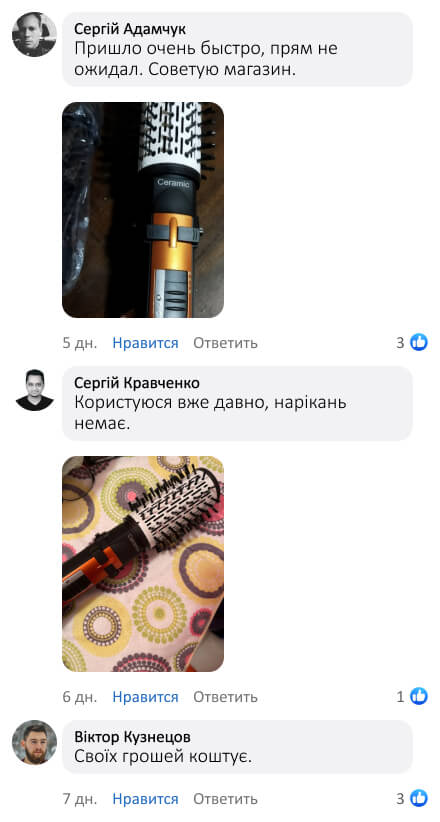 Сергій Адамчук
Пришло очень быстро, прям не
ожидал. Советую магазин.
Ceramic
5 дн. Нравится Ответить 3
Сергій Кравченко
Користуюся вже давно, нарікань
немає.
6 дн. Нравится Ответить 1
Віктор Кузнецов
Своїх грошей коштує.
7 дн. Нравится Ответить 3